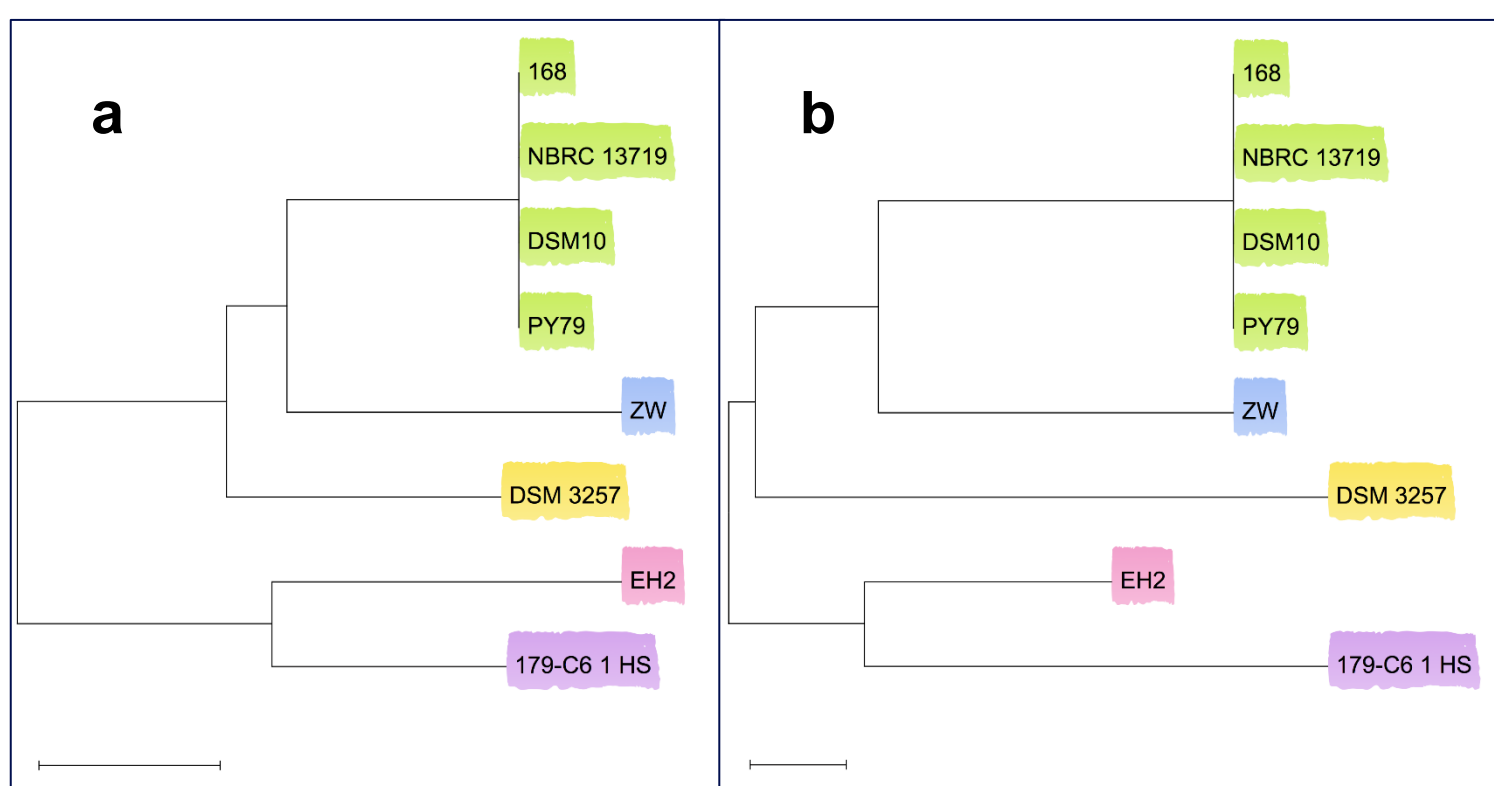 a
168
NBRC 13719
DSM10
PY79
ZW
DSM 3257
EH2
179-C6 1 HS
b
168
NBRC 13719
DSM10
PY79
ZW
DSM 3257
EH2
179-C6 1 HS